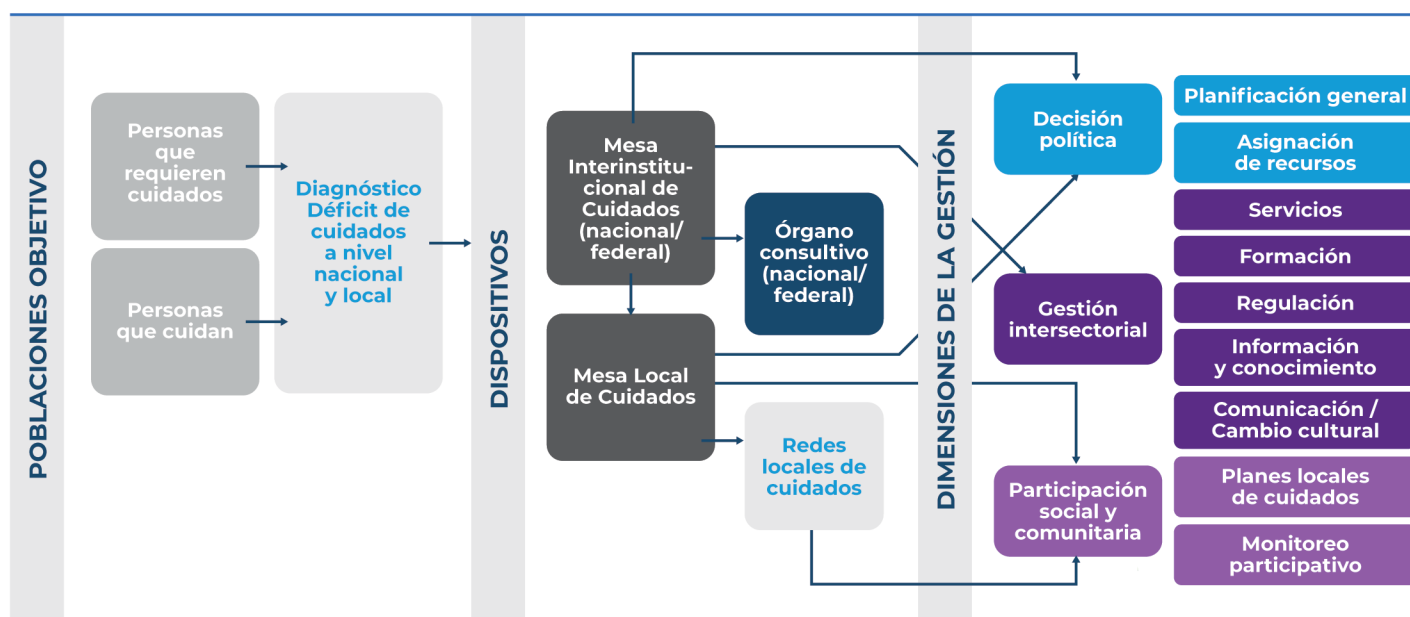 POBLACIONES OBJETIVO
Personas
que
requieren
cuidados
Personas
que cuidan
Diagnóstico
Déficit de
cuidados
a nivel
nacional
y local
DISPOSITIVOS
Mesa
Interinstitu-
cional de
Cuidados
(nacional/
federal)
Órgano
consultivo
(nacional/
federal)
Mesa Local
de Cuidados
Redes
locales de
cuidados
DIMENSIONES DE LA GESTIÓN
Decisión
política
Gestión
intersectorial
Participación
social y
comunitaria
Planificación general
Asignación
de recursos
Servicios
Formación
Regulación
Información
y conocimiento
Comunicación /
Cambio cultural
Planes locales
de cuidados
Monitoreo
participativo